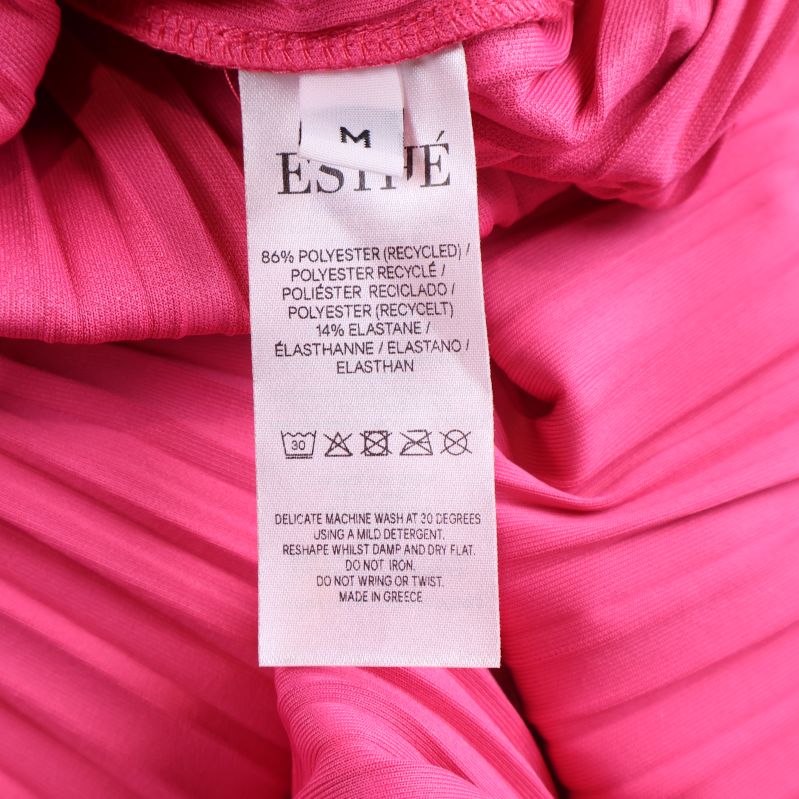 M
86% POLYESTER (RECYCLED) /
POLYESTER RECYCLÉ /
POLIÉSTER RECICLADO /
POLYESTER (RECYCELT)
14% ELASTANE /
ÉLASTHANNE / ELASTANO /
ELASTHAN
30
DELICATE MACHINE WASH AT 30 DEGREES
USING A MILD DETERGENT.
RESHAPE WHILST DAMP AND DRY FLAT.
DO NOT IRON.
DO NOT WRING OR TWIST.
MADE IN GREECE